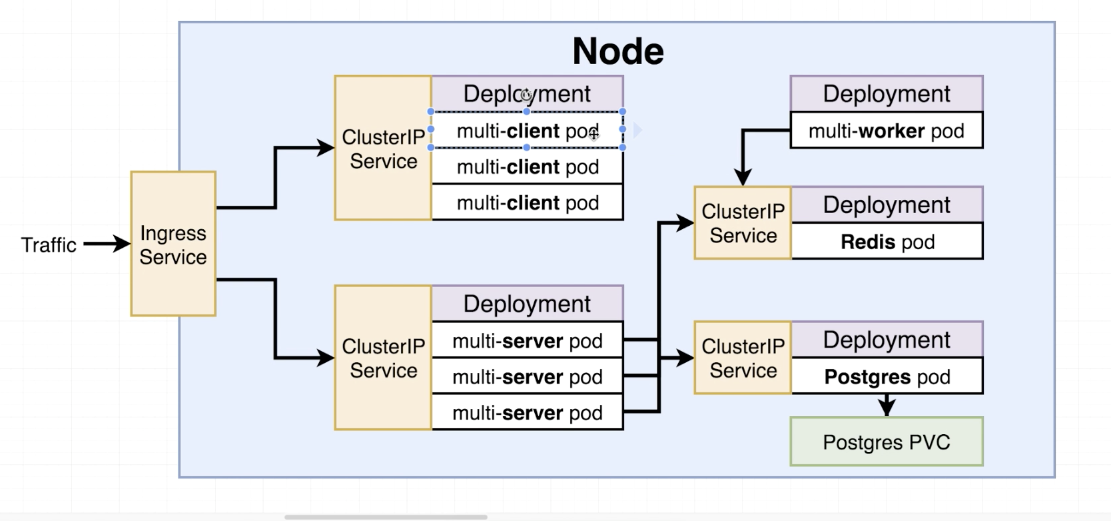 Node
Traffic
Ingress
Service
ClusterIP
Service
Deployment
multi-client pod
multi-client pod
multi-client pod
ClusterIP
Service
Deployment
multi-server pod
multi-server pod
multi-server pod
Deployment
multi-worker pod
ClusterIP
Service
Deployment
Redis pod
ClusterIP
Service
Deployment
Postgres pod
Postgres PVC